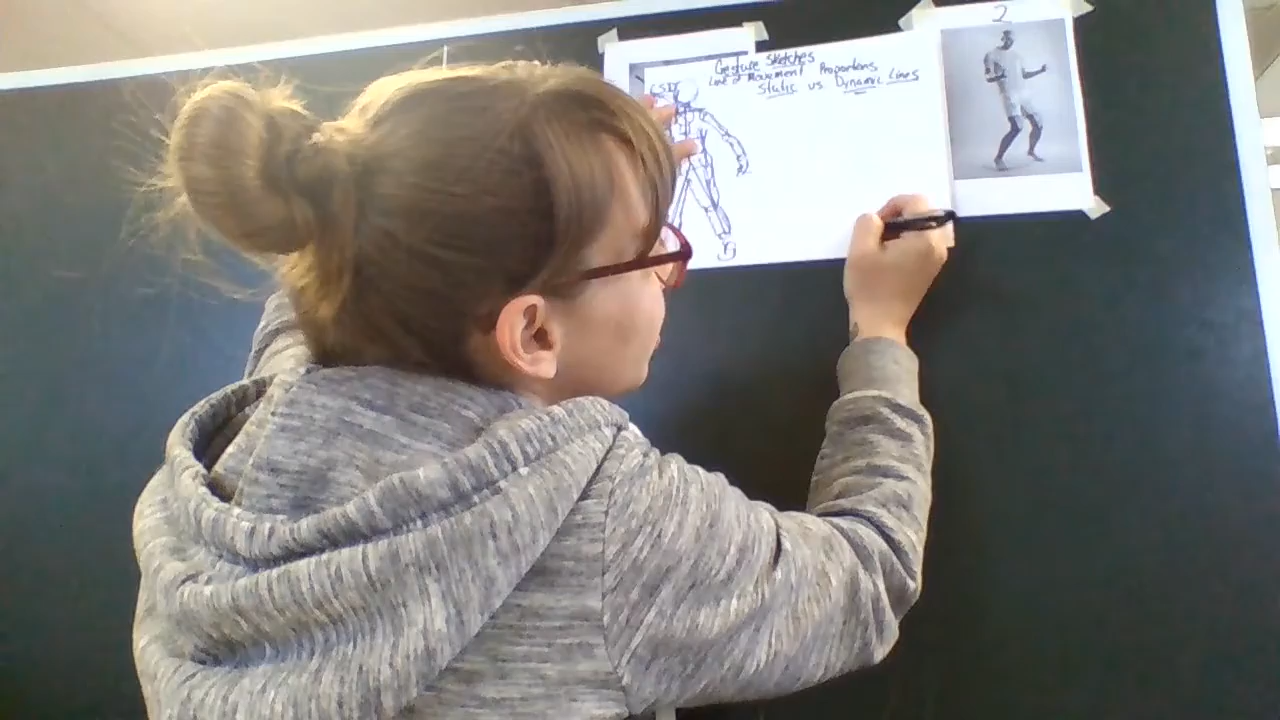 Gesture Sketches
Line of Movement Proportions
Static vs Dynamic Lines
2